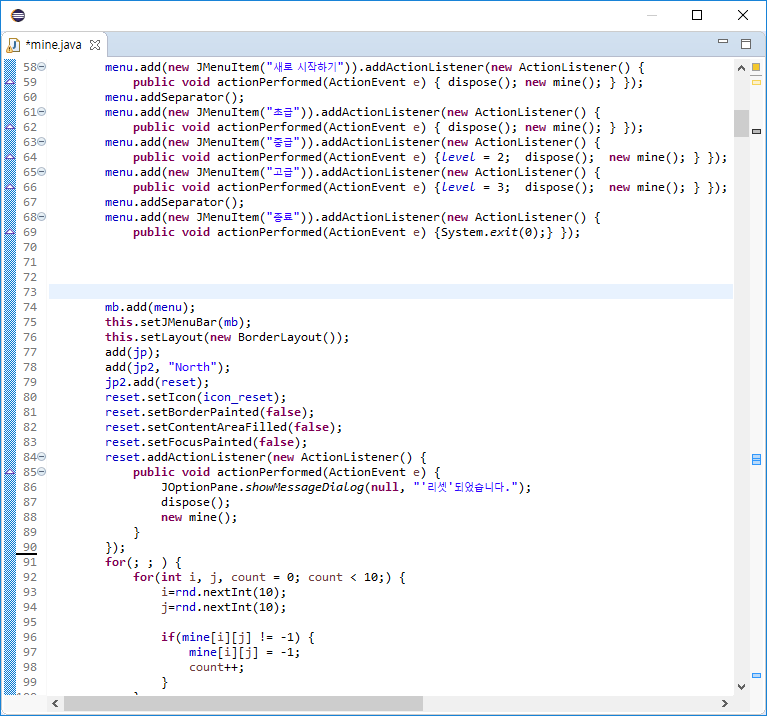 *mine.java
58 menu.add(new JMenuItem("새로 시작하기")).addActionListener(new ActionListener() {
59 public void actionPerformed(ActionEvent e) { dispose(); new mine(); } });
60 menu.addSeparator();
61 menu.add(new JMenuItem("초급")).addActionListener(new ActionListener() {
62 public void actionPerformed(ActionEvent e) { dispose(); new mine(); } });
63 menu.add(new JMenuItem("중급")).addActionListener(new ActionListener() {
64 public void actionPerformed(ActionEvent e) {level = 2;  dispose();  new mine(); } });
65 menu.add(new JMenuItem("고급")).addActionListener(new ActionListener() {
66 public void actionPerformed(ActionEvent e) {level = 3;  dispose();  new mine(); } });
67 menu.addSeparator();
68 menu.add(new JMenuItem("종료")).addActionListener(new ActionListener() {
69 public void actionPerformed(ActionEvent e) {System.exit(0);} });
70
71
72
73
74 mb.add(menu);
75 this.setJMenuBar(mb);
76 this.setLayout(new BorderLayout());
77 add(jp);
78 add(jp2, "North");
79 jp2.add(reset);
80 reset.setIcon(icon_reset);
81 reset.setBorderPainted(false);
82 reset.setContentAreaFilled(false);
83 reset.setFocusPainted(false);
84 reset.addActionListener(new ActionListener() {
85 public void actionPerformed(ActionEvent e) {
86 JOptionPane.showMessageDialog(null, "'리셋'되었습니다.");
87 dispose();
88 new mine();
89 }
90 });
91 for(; ; ) {
92 for(int i, j, count = 0; count < 10;) {
93 i=rnd.nextInt(10);
94 j=rnd.nextInt(10);
95
96 if(mine[i][j] != -1) {
97 mine[i][j] = -1;
98 count++;
99 }